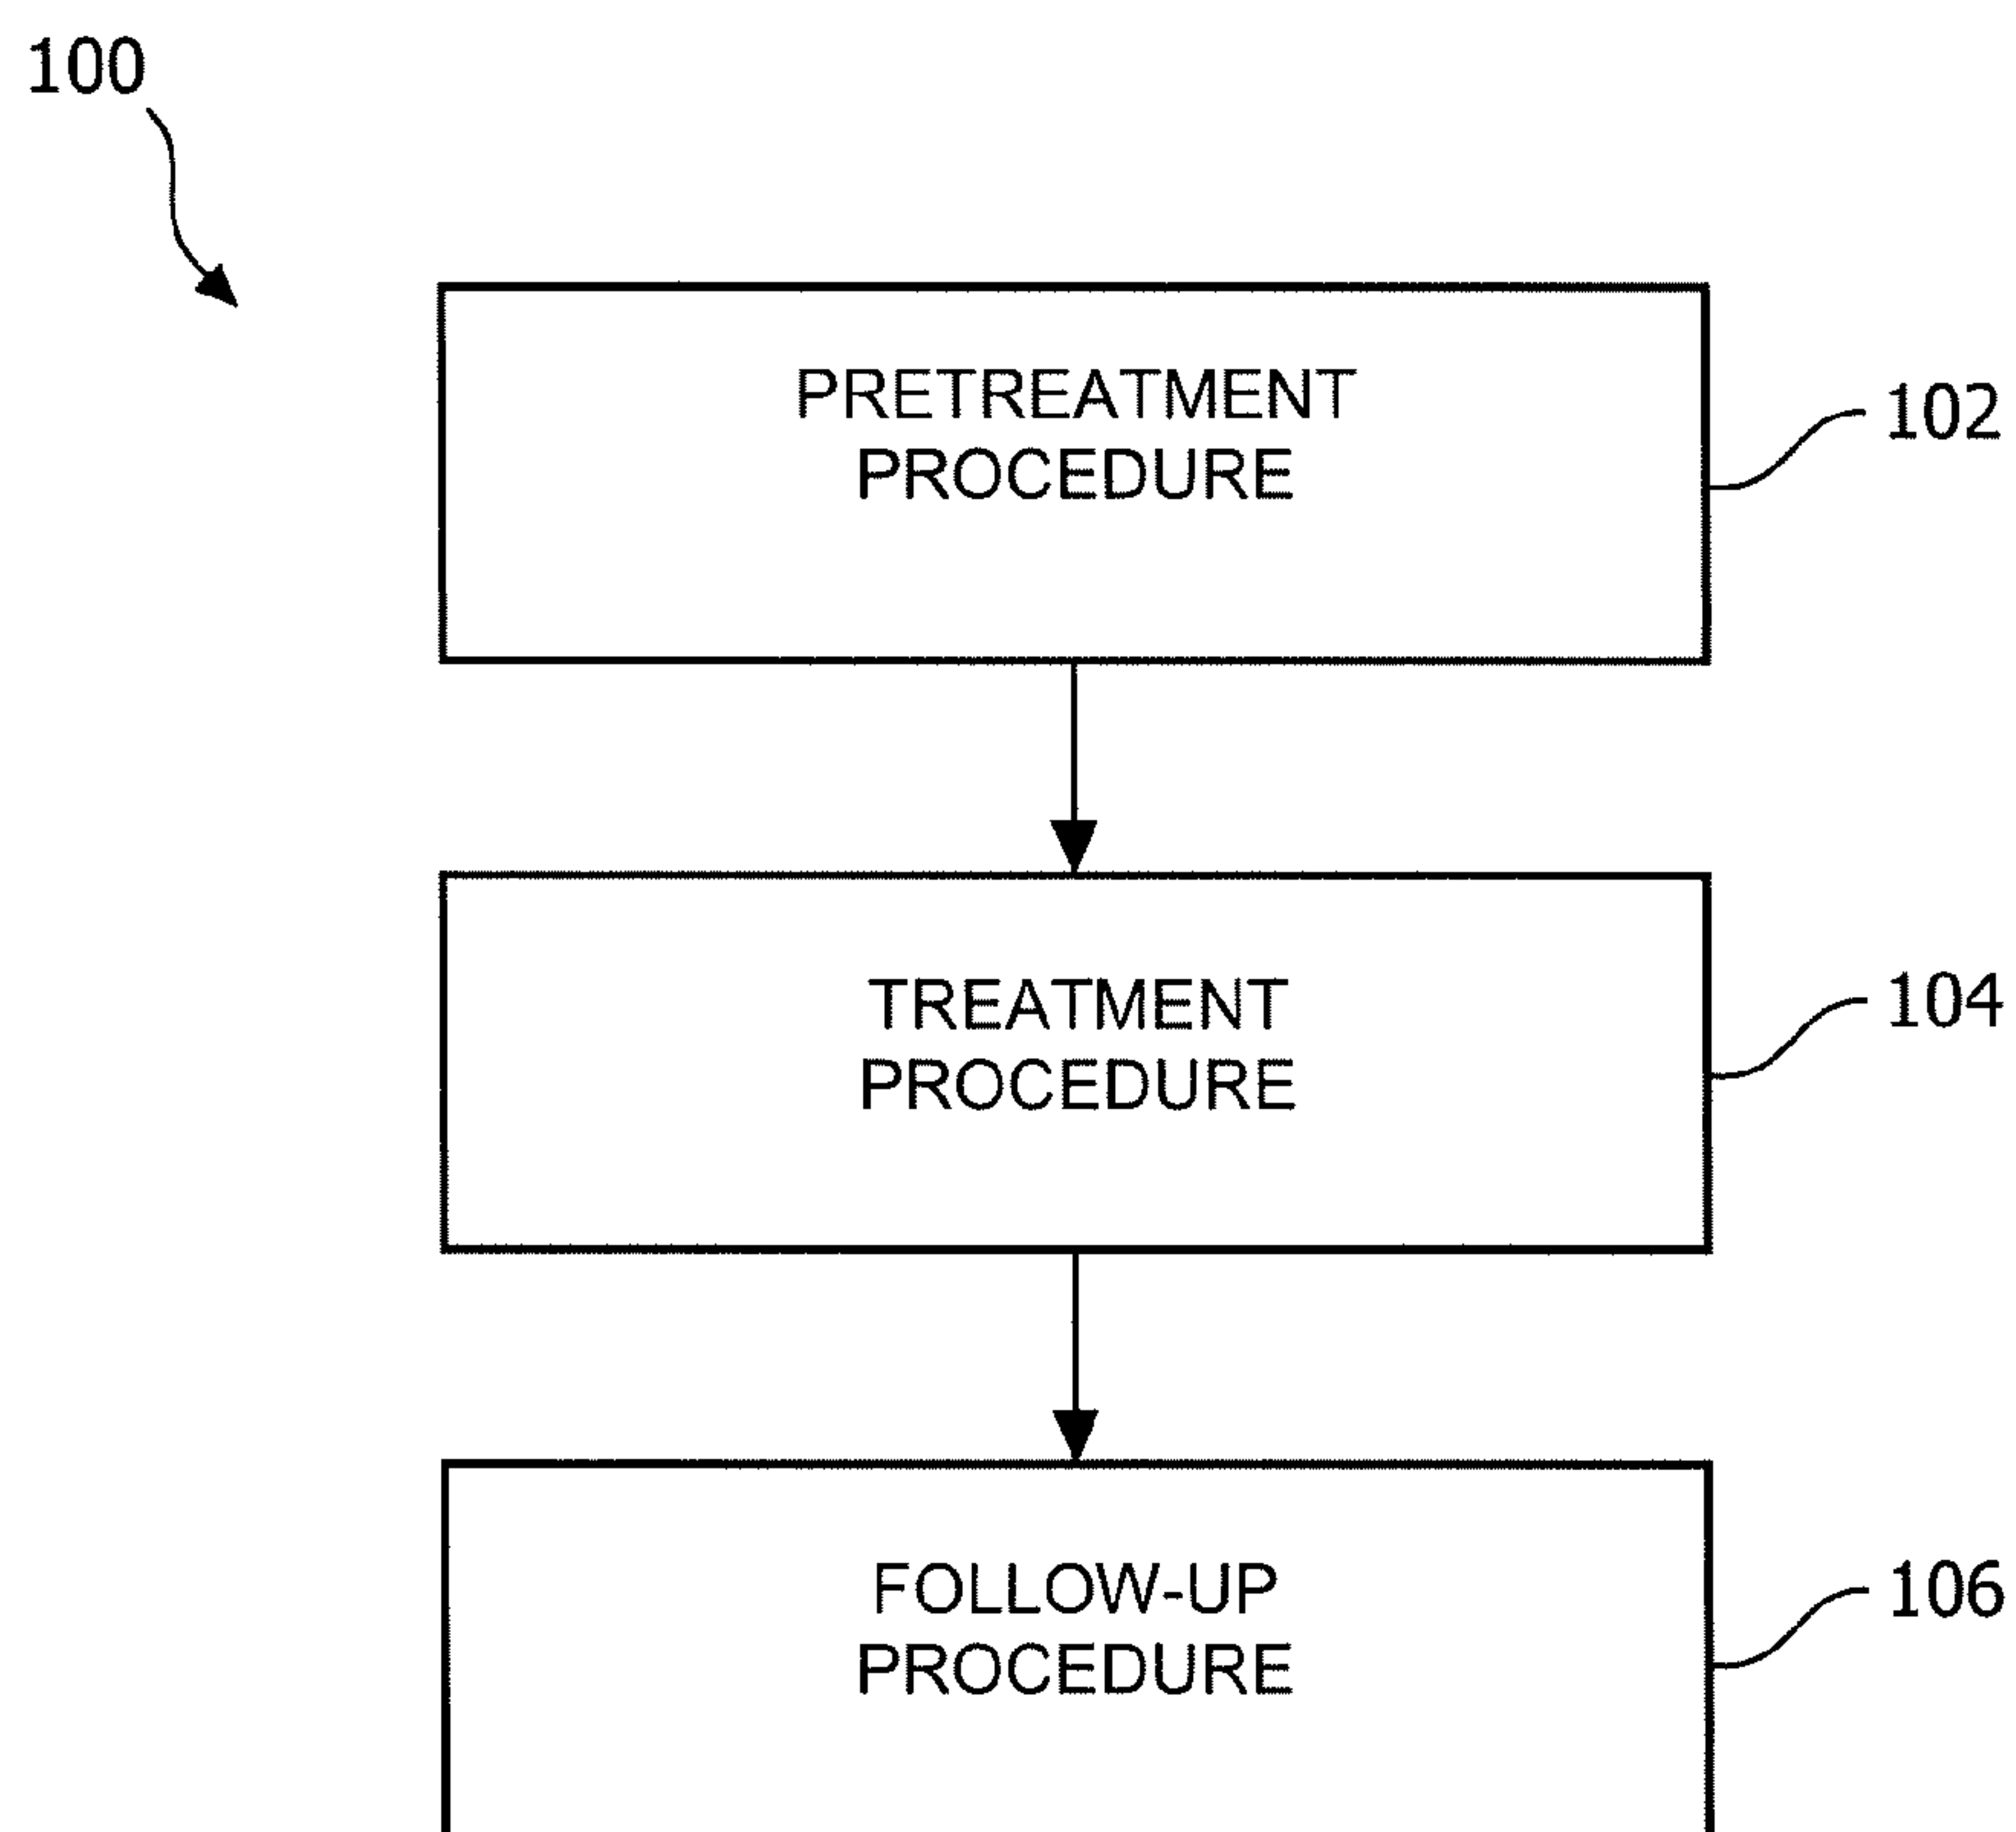 100
PRETREATMENT
PROCEDURE
102
TREATMENT
PROCEDURE
104
FOLLOW-UP
PROCEDURE
106